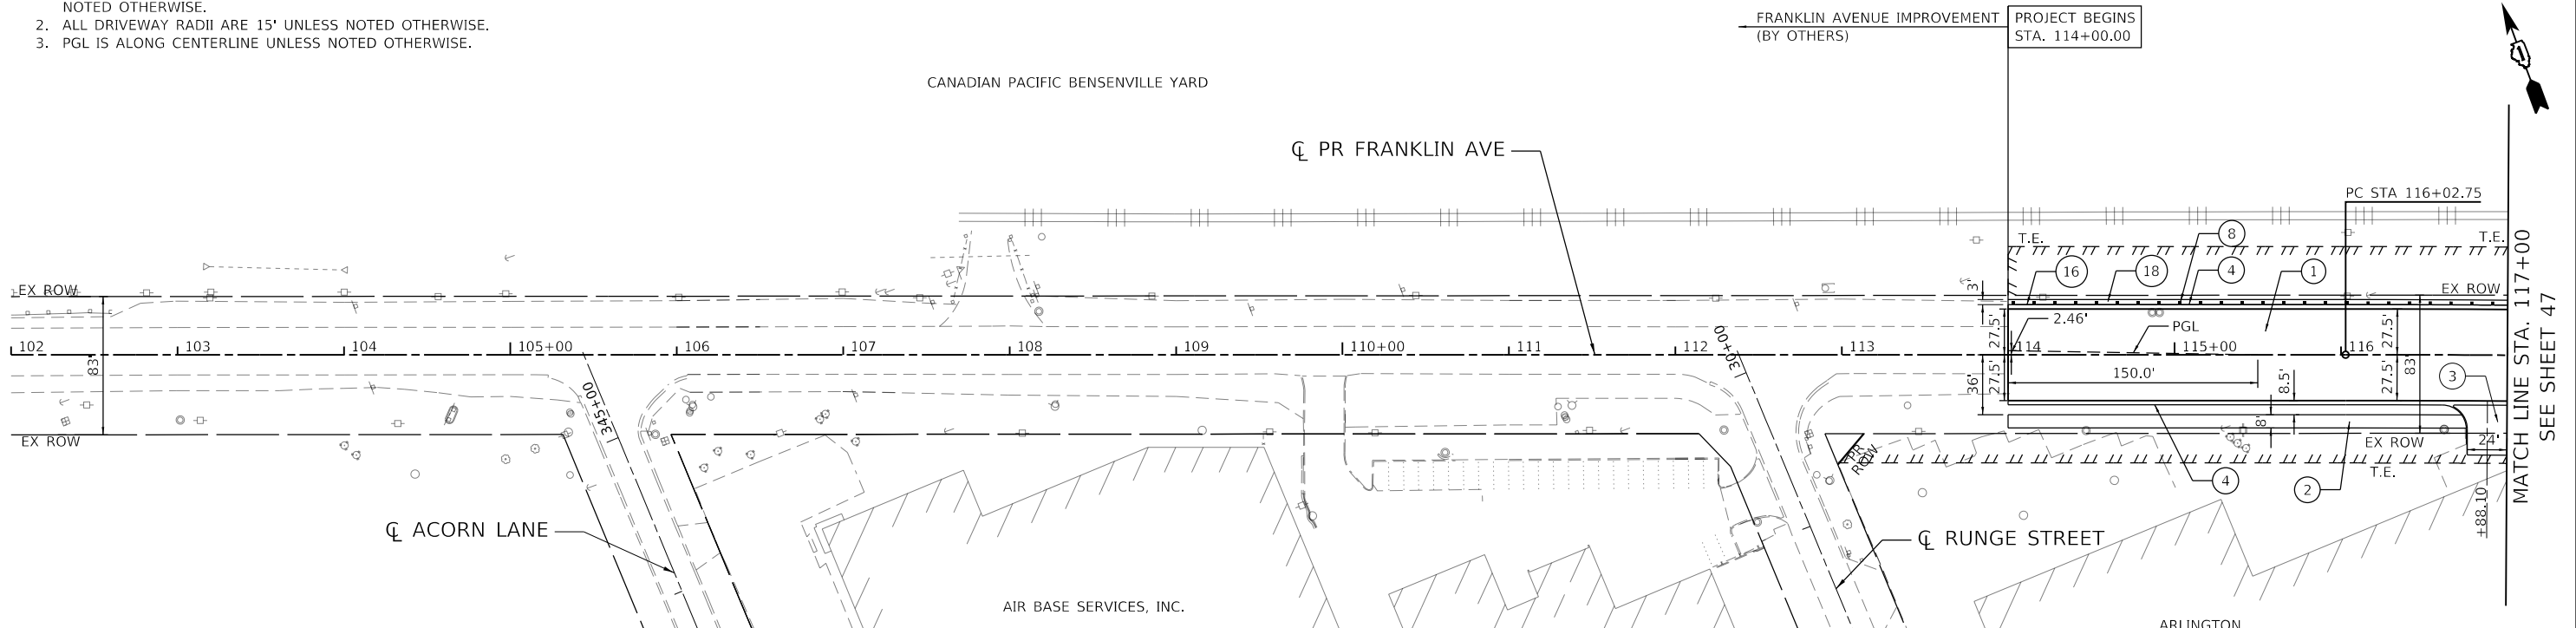 NOTED OTHERWISE.
2. ALL DRIVEWAY RADII ARE 15' UNLESS NOTED OTHERWISE.
3. PGL IS ALONG CENTERLINE UNLESS NOTED OTHERWISE.
FRANKLIN AVENUE IMPROVEMENT
(BY OTHERS)
PROJECT BEGINS
STA. 114+00.00
CANADIAN PACIFIC BENSENVILLE YARD
℄ PR FRANKLIN AVE
PC STA 116+02.75
T.E.
T.E.
8
16
18
4
1
EX ROW
EX ROW
3'
27.5'
2.46'
PGL
27.5'
83'
102
103
104
105+00
106
107
108
109
110+00
111
112
113
114
115+00
116
83'
1345+00
1130+00
36'
27.5'
150.0'
8.5'
27.5'
3
8'
EX ROW
PR
ROW
EX ROW
24'
T.E.
4
2
+88.10
MATCH LINE STA. 117+00
SEE SHEET 47
℄ ACORN LANE
℄ RUNGE STREET
AIR BASE SERVICES, INC.
ARLINGTON